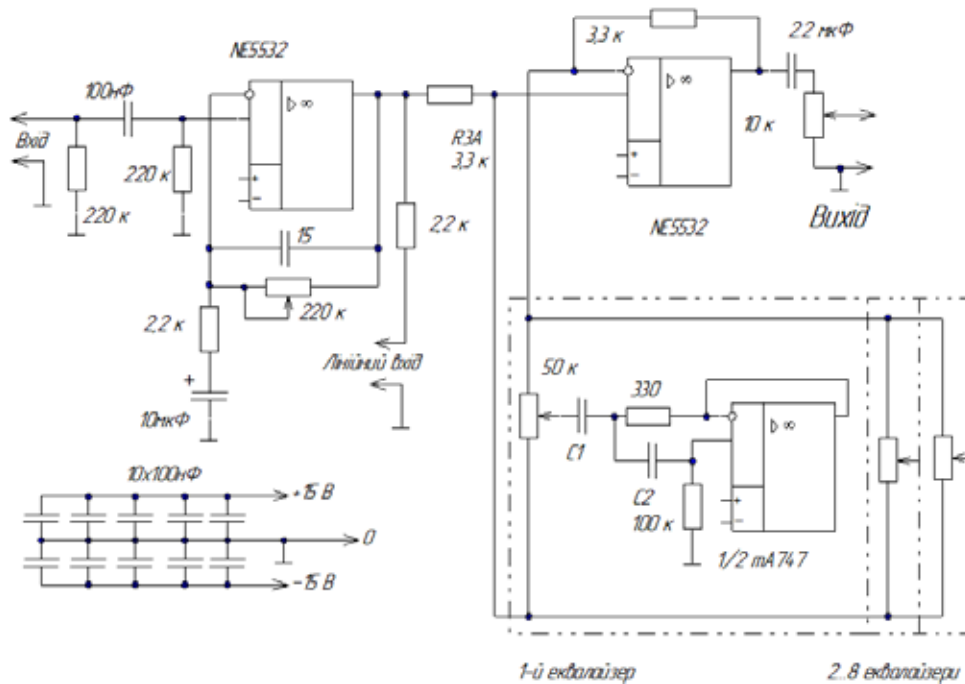 NE5532
100нФ
Вхід
220 к
220 к
▷ ∞
+
−
15
220 к
2,2 к
+
10мкФ
R3A
3,3 к
2,2 к
Лінійний вхід
3,3 к
▷ ∞
+
−
NE5532
2.2 мкФ
10 к
Вихід
10х100нФ
+15 В
0
−15 В
50 к
C1
330
C2
100 к
▷ ∞
+
−
1/2 mA747
1-й еквалайзер
2...8 еквалайзери